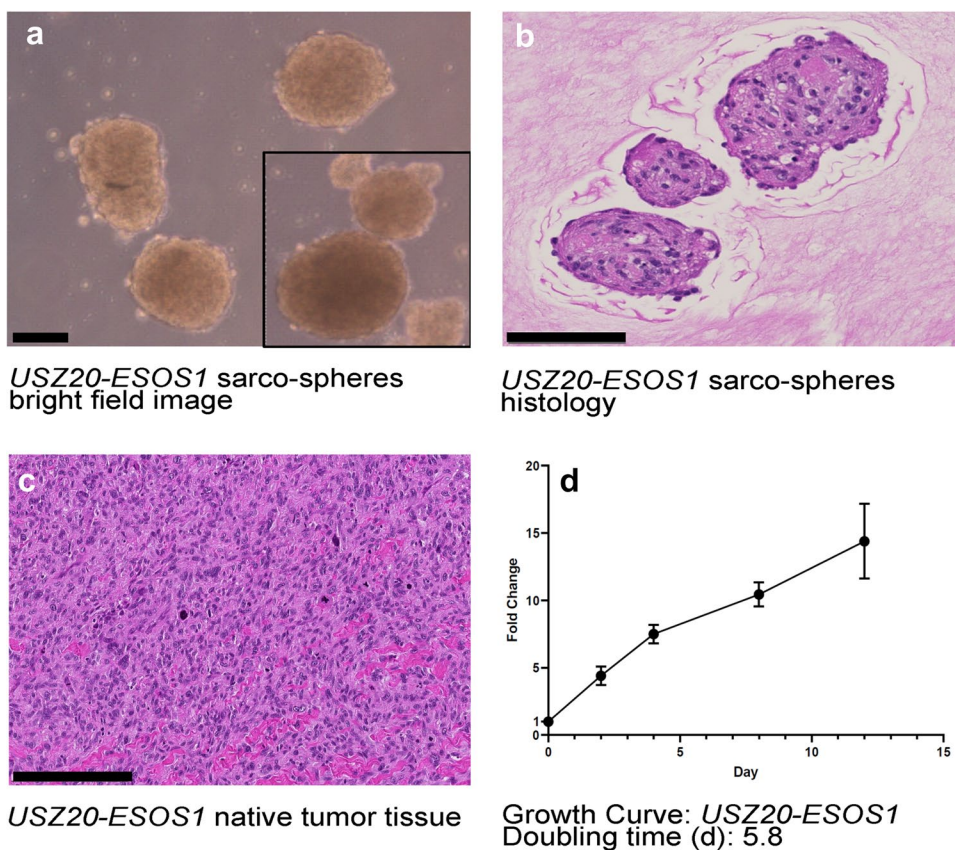 a
b
USZ20-ESOS1 sarco-spheres
bright field image
USZ20-ESOS1 sarco-spheres
histology
c
d
20
15
10
5
1
0
Fold Change
0
5
10
15
Day
USZ20-ESOS1 native tumor tissue
Growth Curve: USZ20-ESOS1
Doubling time (d): 5.8